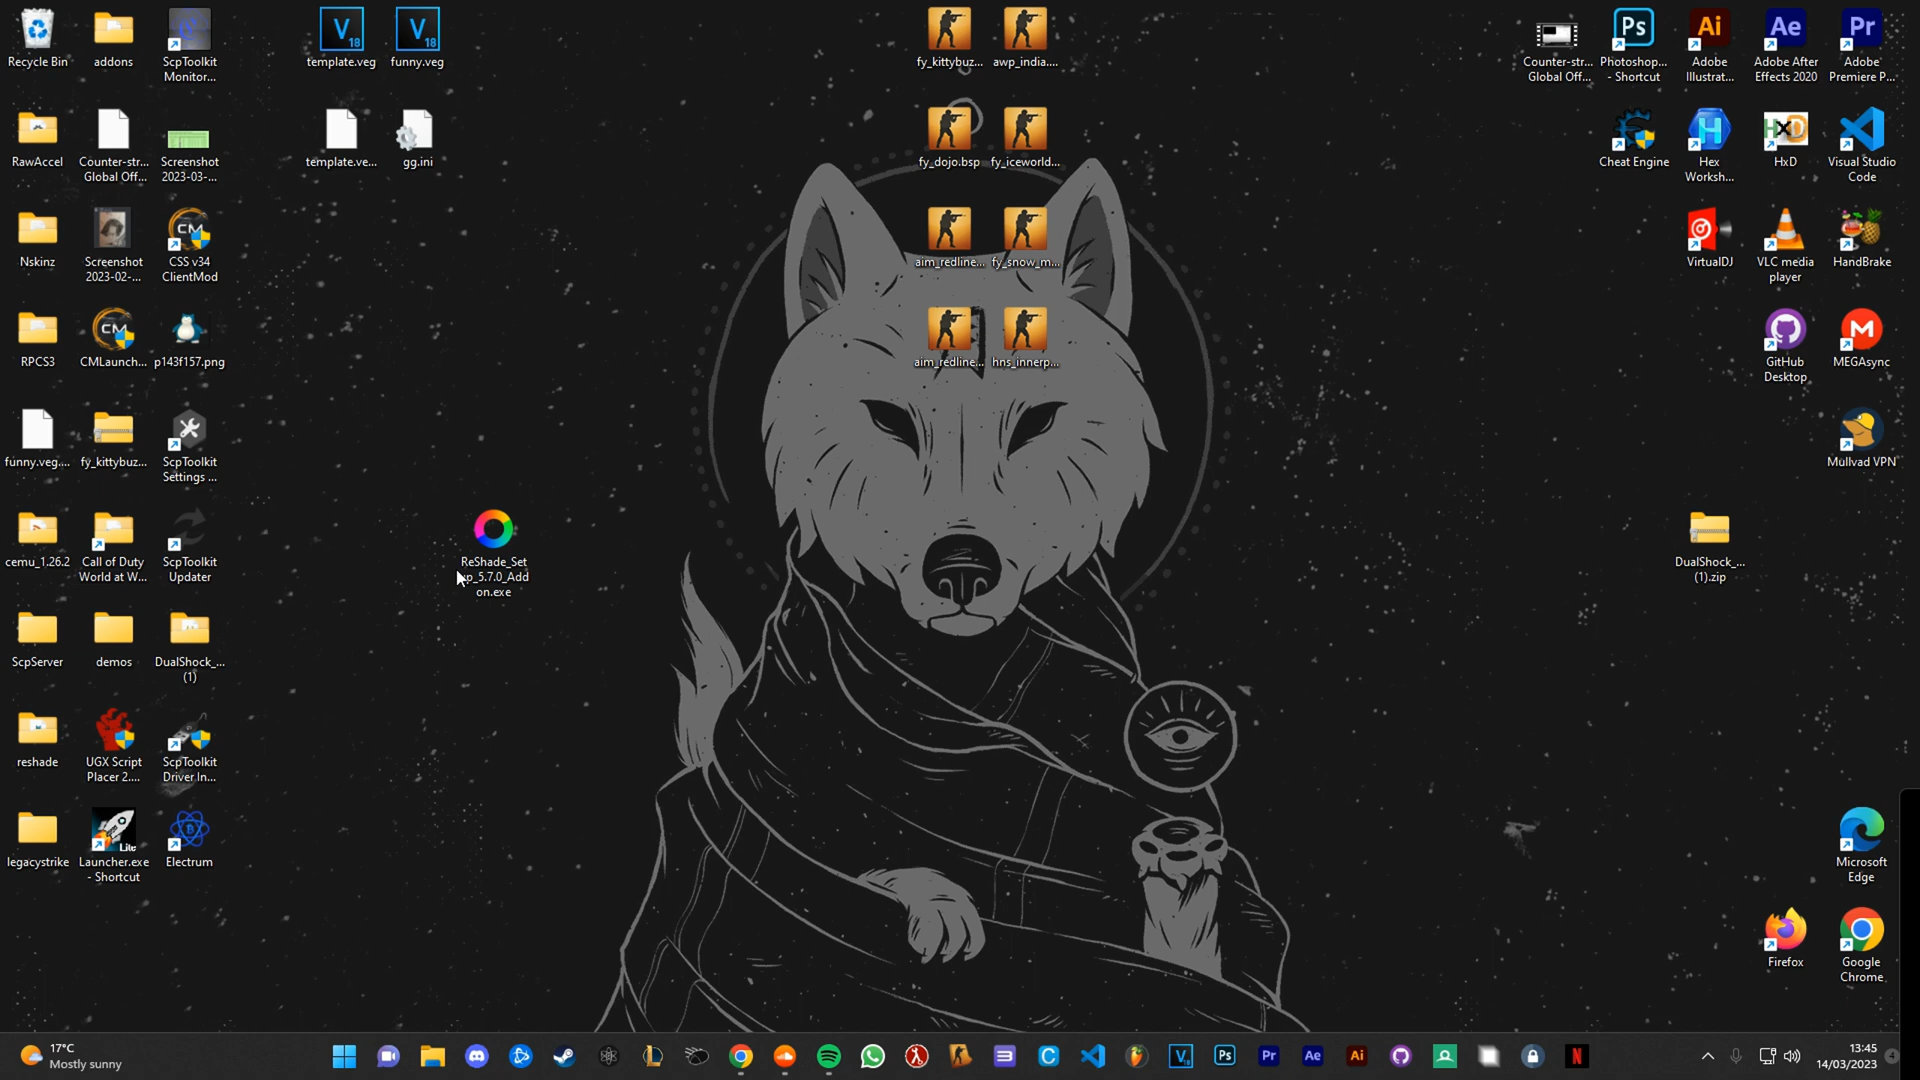 Recycle Bin
addons
ScpToolkit
Monitor...
template.veg
funny.veg
fy_kittybuz...
awp_india....
Counter-str...
Global Off...
Photoshop...
- Shortcut
Adobe
Illustrat...
Adobe After
Effects 2020
Adobe
Premiere P...
RawAccel
Counter-str...
Global Off...
Screenshot
2023-03-...
template.ve...
gg.ini
fy_dojo.bsp
fy_iceworld...
Cheat Engine
Hex
Worksh...
HxD
Visual Studio
Code
Nskinz
Screenshot
2023-02-...
CSS v34
ClientMod
aim_redline...
fy_snow_m...
VirtualDJ
VLC media
player
HandBrake
RPCS3
CMLaunch...
p143f157.png
aim_redline...
hns_innerp...
GitHub
Desktop
MEGAsync
funny.veg....
fy_kittybuz...
ScpToolkit
Settings ...
Mullvad VPN
cemu_1.26.2
Call of Duty
World at W...
ScpToolkit
Updater
ReShade_Set
up_5.7.0_Add
on.exe
DualShock_...
(1).zip
ScpServer
demos
DualShock_...
(1)
reshade
UGX Script
Placer 2....
ScpToolkit
Driver In...
legacystrike
Launcher.exe
- Shortcut
Electrum
Microsoft
Edge
Firefox
Google
Chrome
17°C
Mostly sunny
13:45
14/03/2023
4